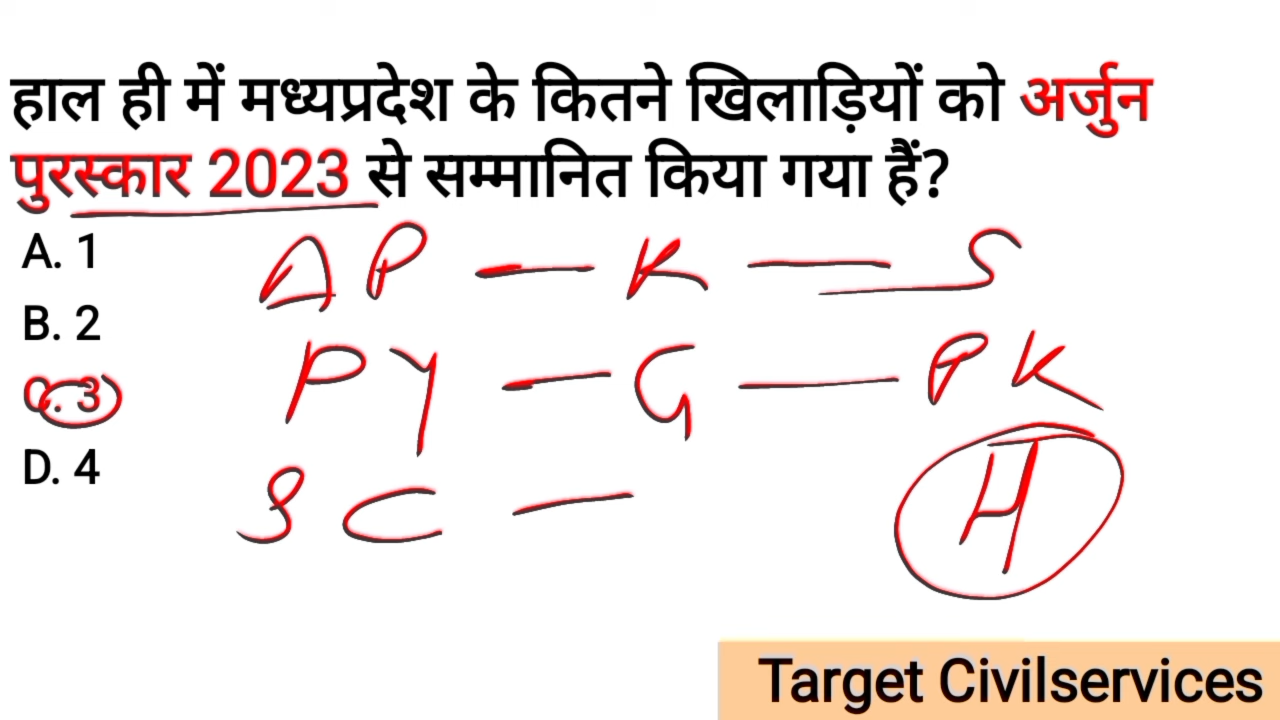 हाल ही में मध्यप्रदेश के कितने खिलाड़ियों को अर्जुन
पुरस्कार 2023 से सम्मानित किया गया हैं?
A. 1
AP — K — S
B. 2
PY — G — PK
C. 3
D. 4
SC —
H
Target Civilservices